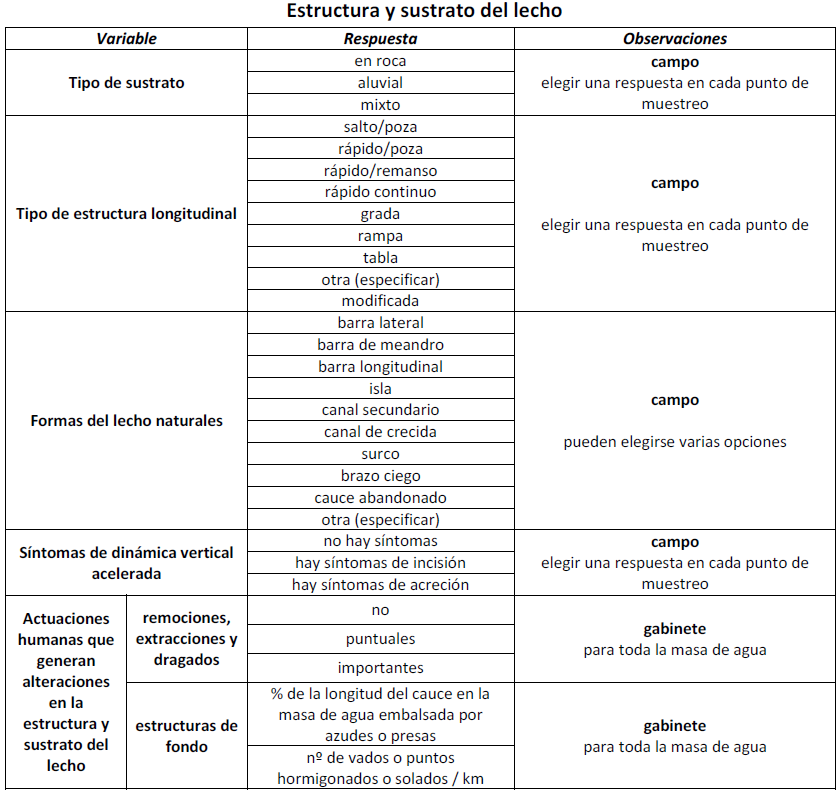 Estructura y sustrato del lecho
Variable Respuesta Observaciones
Tipo de sustrato
en roca
aluvial
mixto
campo
elegir una respuesta en cada punto de
muestreo
Tipo de estructura longitudinal
salto/poza
rápido/poza
rápido/remanso
rápido continuo
grada
rampa
tabla
otra (especificar)
modificada
campo
elegir una respuesta en cada punto de
muestreo
Formas del lecho naturales
barra lateral
barra de meandro
barra longitudinal
isla
canal secundario
canal de crecida
surco
brazo ciego
cauce abandonado
otra (especificar)
campo
pueden elegirse varias opciones
Síntomas de dinámica vertical
acelerada
no hay síntomas
hay síntomas de incisión
hay síntomas de acreción
campo
elegir una respuesta en cada punto de
muestreo
Actuaciones
humanas que
generan
alteraciones
en la
estructura y
sustrato del
lecho
remociones,
extracciones y
dragados
no
puntuales
importantes
gabinete
para toda la masa de agua
estructuras de
fondo
% de la longitud del cauce en la
masa de agua embalsada por
azudes o presas
nº de vados o puntos
hormigonados o solados / km
gabinete
para toda la masa de agua